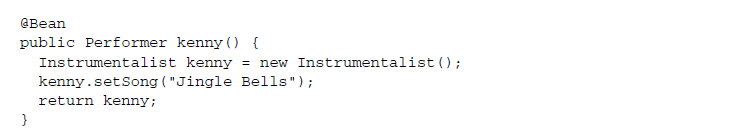 @Bean
public Performer kenny() {
  Instrumentalist kenny = new Instrumentalist();
  kenny.setSong("Jingle Bells");
  return kenny;
}